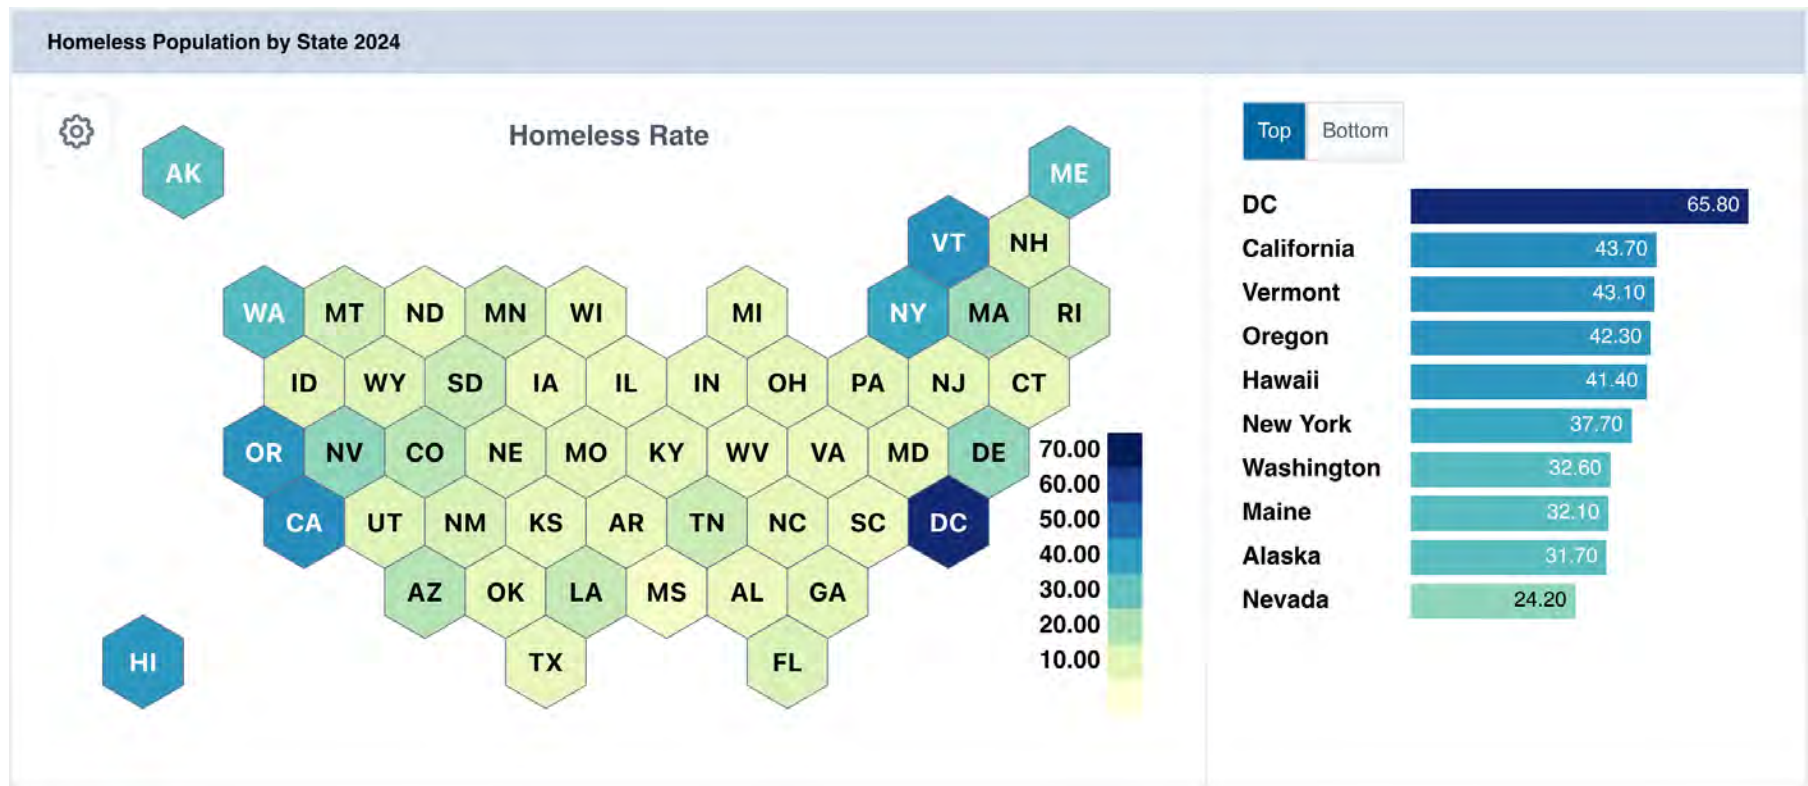 Homeless Population by State 2024
Homeless Rate
AK
ME
VT NH
WA MT ND MN WI MI NY MA RI
ID WY SD IA IL IN OH PA NJ CT
OR NV CO NE MO KY WV VA MD DE
CA UT NM KS AR TN NC SC DC
AZ OK LA MS AL GA
HI TX FL
70.00
60.00
50.00
40.00
30.00
20.00
10.00
Top Bottom
DC 65.80
California 43.70
Vermont 43.10
Oregon 42.30
Hawaii 41.40
New York 37.70
Washington 32.60
Maine 32.10
Alaska 31.70
Nevada 24.20